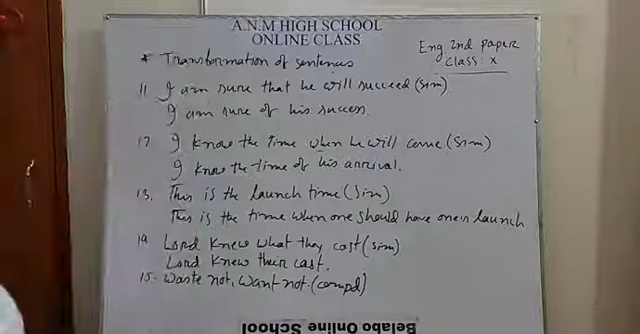 A.N.M HIGH SCHOOL
ONLINE CLASS
Eng. 2nd paper
Class: X
* Transformation of sentences
11. I am sure that he will succeed (Sim)
I am sure of his success.
12. I know the time when he will come (Sim)
I know the time of his arrival.
13. This is the launch time (Sim)
This is the time when one should have one's launch
14 Lord knew what they cost (sim)
Lord knew their cost.
15. Waste not, want not. (compd)
Belabo Online School